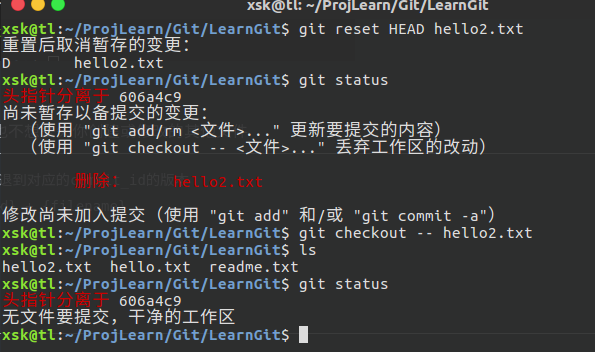 xsk@tl: ~/ProjLearn/Git/LearnGit
xsk@tl:~/ProjLearn/Git/LearnGit$ git reset HEAD hello2.txt
重置后取消暂存的变更：
D hello2.txt
xsk@tl:~/ProjLearn/Git/LearnGit$ git status
头指针分离于 606a4c9
尚未暂存以备提交的变更：
（使用 "git add/rm <文件>..." 更新要提交的内容）
（使用 "git checkout -- <文件>..." 丢弃工作区的改动）
删除： hello2.txt
修改尚未加入提交（使用 "git add" 和/或 "git commit -a"）
xsk@tl:~/ProjLearn/Git/LearnGit$ git checkout -- hello2.txt
xsk@tl:~/ProjLearn/Git/LearnGit$ ls
hello2.txt hello.txt readme.txt
xsk@tl:~/ProjLearn/Git/LearnGit$ git status
头指针分离于 606a4c9
无文件要提交，干净的工作区
xsk@tl:~/ProjLearn/Git/LearnGit$